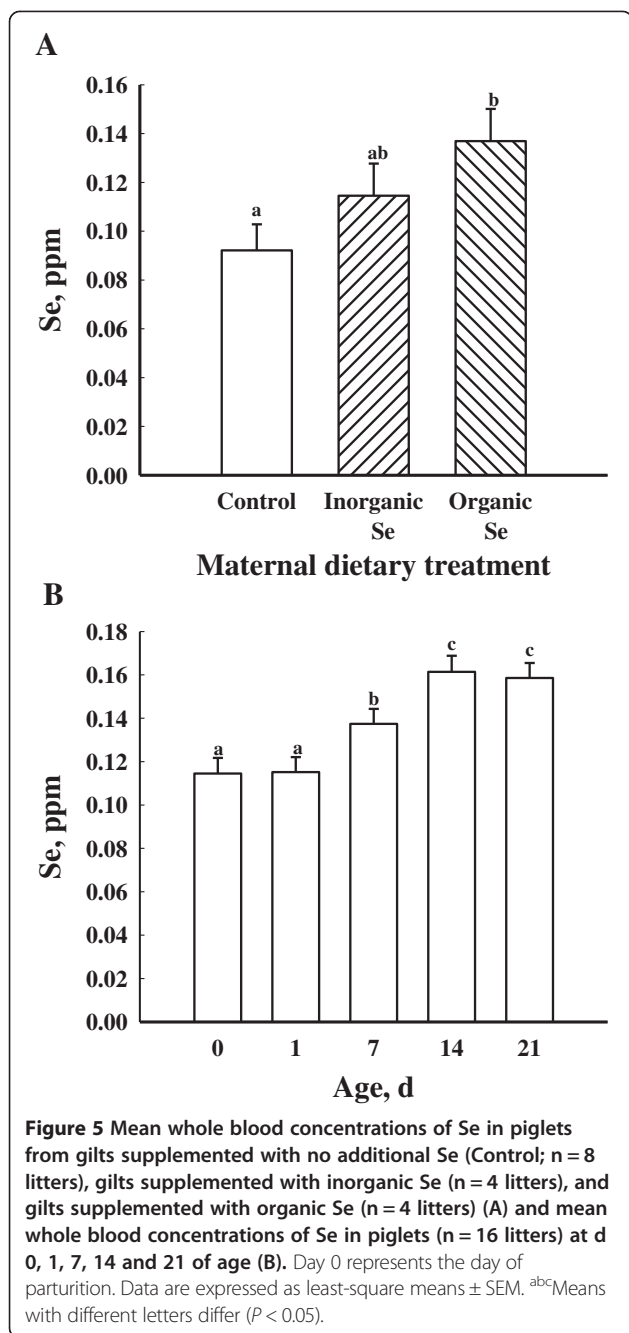 A
0.16
0.14
0.12
0.10
0.08
0.06
0.04
0.02
0.00
Se, ppm
a
ab
b
Control
Inorganic
Se
Organic
Se
Maternal dietary treatment
B
0.18
0.16
0.14
0.12
0.10
0.08
0.06
0.04
0.02
0.00
Se, ppm
a
a
b
c
c
0 1 7 14 21
Age, d
Figure 5 Mean whole blood concentrations of Se in piglets
from gilts supplemented with no additional Se (Control; n = 8
litters), gilts supplemented with inorganic Se (n = 4 litters), and
gilts supplemented with organic Se (n = 4 litters) (A) and mean
whole blood concentrations of Se in piglets (n = 16 litters) at d
0, 1, 7, 14 and 21 of age (B). Day 0 represents the day of
parturition. Data are expressed as least-square means ± SEM. abcMeans
with different letters differ (P < 0.05).